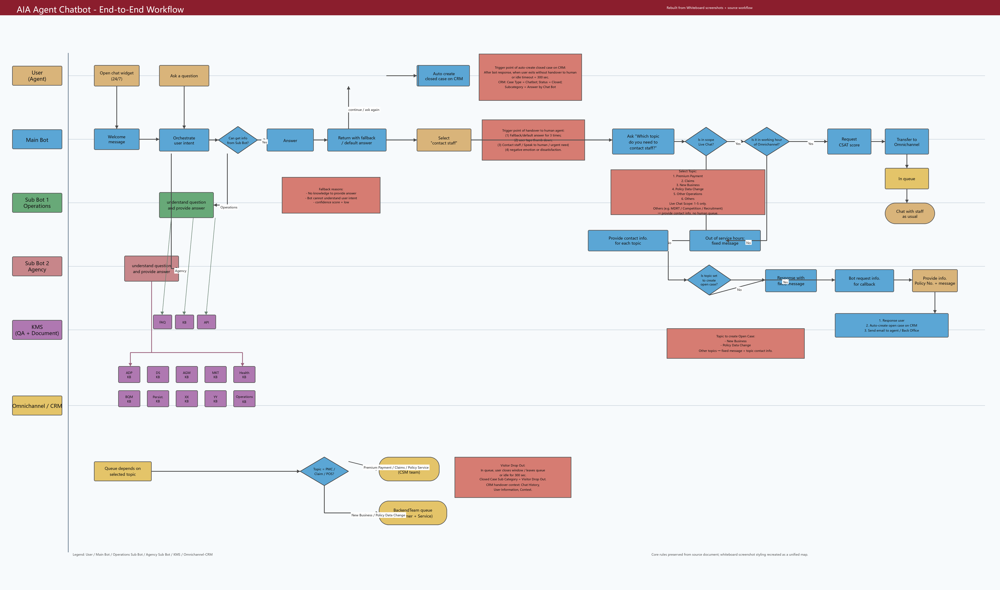 AIA Agent Chatbot - End-to-End Workflow
Rebuilt from Whiteboard screenshots + source workflow
User
(Agent)
Open chat widget
(24/7)
Ask a question
Auto create
closed case on CRM
Trigger point of auto-create closed case on CRM:
After bot response, when user exits without handover to human
or idle timeout = 300 sec.
CRM: Case Type = Chatbot; Status = Closed;
Subcategory = Answer by Chat Bot
continue / ask again
Main Bot
Welcome
message
Orchestrate
user intent
Can get info
from Sub Bot?
Yes
Answer
Return with fallback
/ default answer
Select
"contact staff"
Trigger point of handover to human agent:
(1) Fallback/default answer for 3 times;
(2) user taps thumb down;
(3) Contact staff / Speak to human / urgent need;
(4) negative emotion or dissatisfaction.
Ask "Which topic
do you need to
contact staff?"
Is in scope
Live Chat?
Yes
Is it in working hour
of Omnichannel?
Yes
Request
CSAT score
Transfer to
Omnichannel
In queue
Chat with staff
as usual
Sub Bot 1
Operations
understand question
and provide answer
Operations
Fallback reasons:
- No knowledge to provide answer
- Bot cannot understand user intent
- confidence score = low
Select Topic:
1. Premium Payment
2. Claims
3. New Business
4. Policy Data Change
5. Other Operations
6. Others
Live Chat Scope: 1-5 only.
Others (e.g. MDRT / Competition / Recruitment)
→ provide contact info, no human queue.
Provide contact info.
for each topic
No
Out of service hours:
fixed message
No
Sub Bot 2
Agency
understand question
and provide answer
Agency
Is topic set
to create
open case?
No
Response with
fixed message
Yes
Bot request info.
for callback
Provide info.
Policy No. + message
KMS
(QA + Document)
FAQ
KB
API
1. Response user
2. Auto-create open case on CRM
3. Send email to agent / Back Office
Topic to create Open Case:
- New Business
- Policy Data Change
Other topics → fixed message + topic contact info.
ADP
KB
DS
KB
AGM
KB
MKT
KB
Health
KB
BQM
KB
Persist.
KB
XX
KB
YY
KB
Operations
KB
Omnichannel / CRM
Queue depends on
selected topic
Topic = PMC /
Claim / POS?
Premium Payment / Claims / Policy Service
(CSM team)
Visitor Drop Out:
In queue, user closes window / leaves queue
or idle for 300 sec.
Closed Case Sub Category = Visitor Drop Out.
CRM handover context: Chat History,
User Information, Context.
BackendTeam queue
New Business / Policy Data Change
+ Service)
Legend: User / Main Bot / Operations Sub Bot / Agency Sub Bot / KMS / Omnichannel-CRM
Core rules preserved from source document; whiteboard screenshot styling recreated as a unified map.